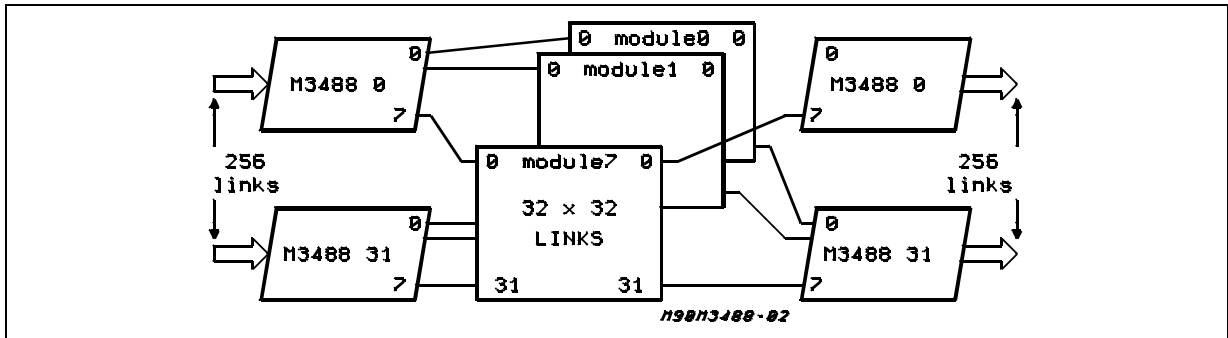 0 module0 0
0 module1 0
0
M3488 0
7
0
M3488 0
7
256
links
256
links
0 module7 0
32 × 32
LINKS
31 31
0
M3488 31
7
0
M3488 31
7
M90M3488-02